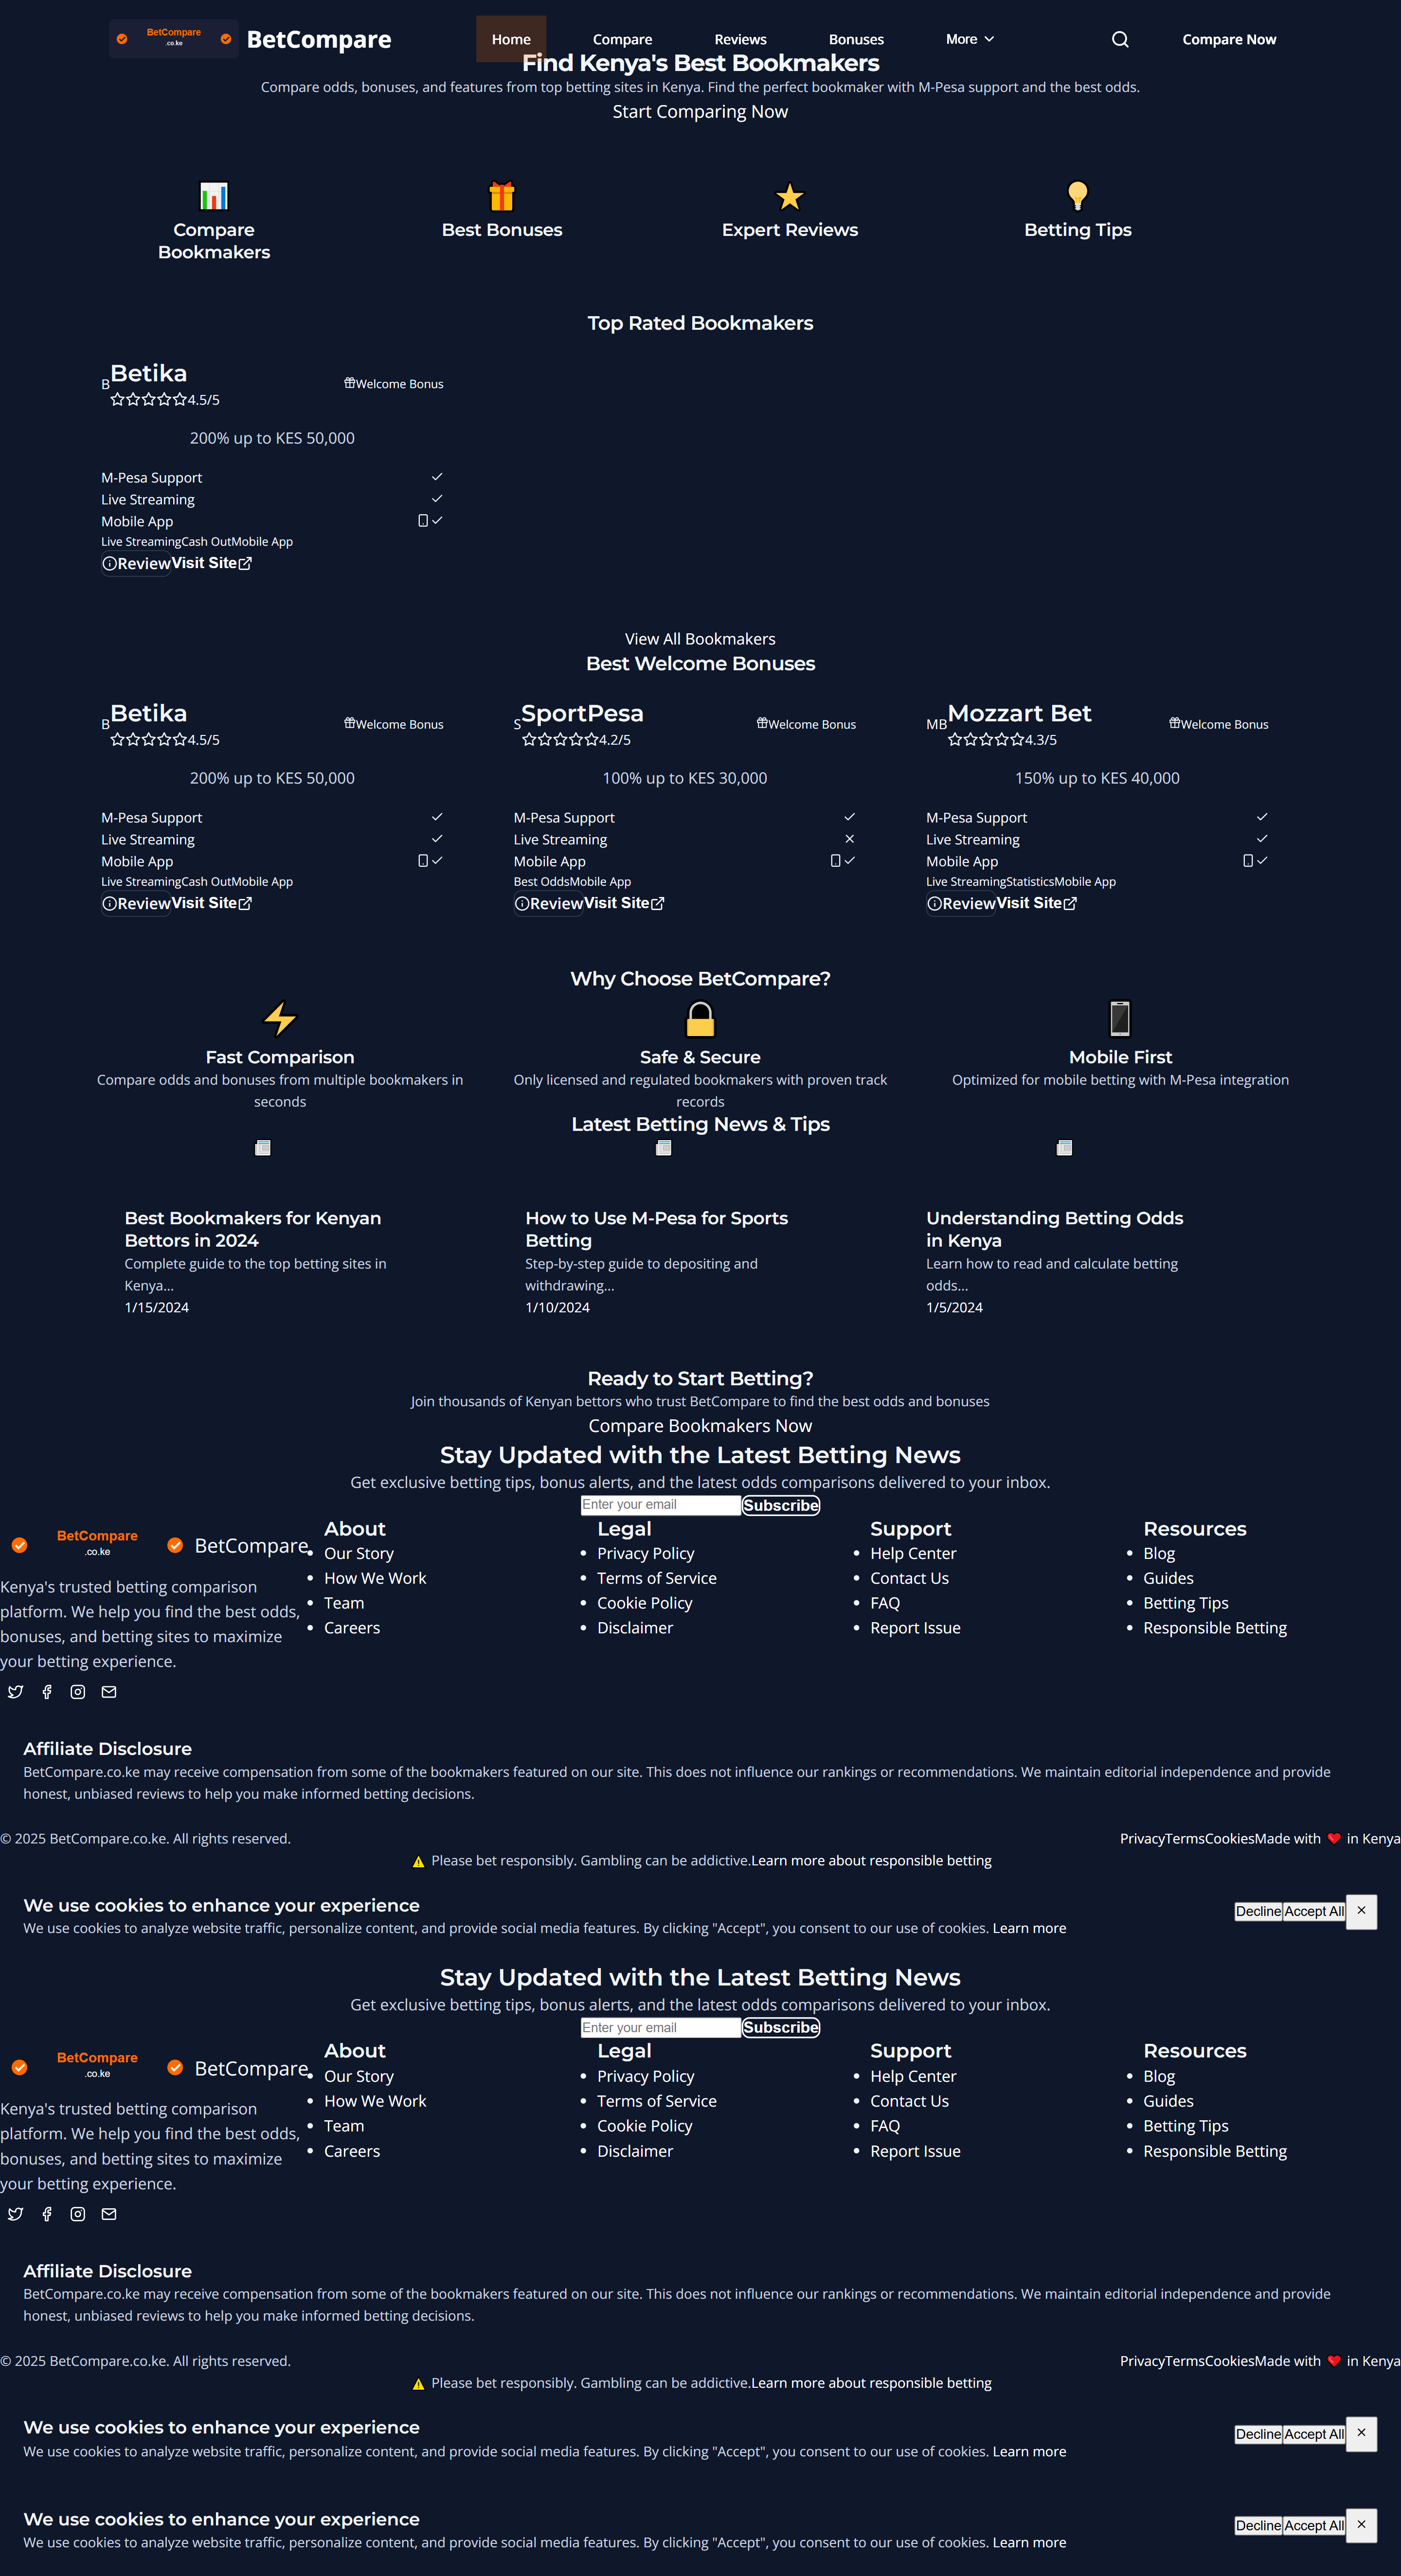 BetCompare
.co.ke
BetCompare
Home
Compare
Reviews
Bonuses
More
Compare Now
Find Kenya's Best Bookmakers
Compare odds, bonuses, and features from top betting sites in Kenya. Find the perfect bookmaker with M-Pesa support and the best odds.
Start Comparing Now
Compare
Bookmakers
Best Bonuses
Expert Reviews
Betting Tips
Top Rated Bookmakers
B
Betika
4.5/5
Welcome Bonus
200% up to KES 50,000
M-Pesa Support
Live Streaming
Mobile App
Live StreamingCash OutMobile App
Review
Visit Site
View All Bookmakers
Best Welcome Bonuses
B
Betika
4.5/5
Welcome Bonus
200% up to KES 50,000
M-Pesa Support
Live Streaming
Mobile App
Live StreamingCash OutMobile App
Review
Visit Site
S
SportPesa
4.2/5
Welcome Bonus
100% up to KES 30,000
M-Pesa Support
Live Streaming
Mobile App
Best OddsMobile App
Review
Visit Site
MB
Mozzart Bet
4.3/5
Welcome Bonus
150% up to KES 40,000
M-Pesa Support
Live Streaming
Mobile App
Live StreamingStatisticsMobile App
Review
Visit Site
Why Choose BetCompare?
Fast Comparison
Compare odds and bonuses from multiple bookmakers in
seconds
Safe & Secure
Only licensed and regulated bookmakers with proven track
records
Mobile First
Optimized for mobile betting with M-Pesa integration
Latest Betting News & Tips
Best Bookmakers for Kenyan
Bettors in 2024
Complete guide to the top betting sites in
Kenya...
1/15/2024
How to Use M-Pesa for Sports
Betting
Step-by-step guide to depositing and
withdrawing...
1/10/2024
Understanding Betting Odds
in Kenya
Learn how to read and calculate betting
odds...
1/5/2024
Ready to Start Betting?
Join thousands of Kenyan bettors who trust BetCompare to find the best odds and bonuses
Compare Bookmakers Now
Stay Updated with the Latest Betting News
Get exclusive betting tips, bonus alerts, and the latest odds comparisons delivered to your inbox.
Enter your email
Subscribe
BetCompare
.co.ke
BetCompare
Kenya's trusted betting comparison
platform. We help you find the best odds,
bonuses, and betting sites to maximize
your betting experience.
About
Our Story
How We Work
Team
Careers
Legal
Privacy Policy
Terms of Service
Cookie Policy
Disclaimer
Support
Help Center
Contact Us
FAQ
Report Issue
Resources
Blog
Guides
Betting Tips
Responsible Betting
Affiliate Disclosure
BetCompare.co.ke may receive compensation from some of the bookmakers featured on our site. This does not influence our rankings or recommendations. We maintain editorial independence and provide
honest, unbiased reviews to help you make informed betting decisions.
© 2025 BetCompare.co.ke. All rights reserved.
PrivacyTermsCookiesMade with ❤️ in Kenya
⚠️ Please bet responsibly. Gambling can be addictive.Learn more about responsible betting
We use cookies to enhance your experience
We use cookies to analyze website traffic, personalize content, and provide social media features. By clicking "Accept", you consent to our use of cookies. Learn more
Decline
Accept All
Stay Updated with the Latest Betting News
Get exclusive betting tips, bonus alerts, and the latest odds comparisons delivered to your inbox.
Enter your email
Subscribe
BetCompare
.co.ke
BetCompare
Kenya's trusted betting comparison
platform. We help you find the best odds,
bonuses, and betting sites to maximize
your betting experience.
About
Our Story
How We Work
Team
Careers
Legal
Privacy Policy
Terms of Service
Cookie Policy
Disclaimer
Support
Help Center
Contact Us
FAQ
Report Issue
Resources
Blog
Guides
Betting Tips
Responsible Betting
Affiliate Disclosure
BetCompare.co.ke may receive compensation from some of the bookmakers featured on our site. This does not influence our rankings or recommendations. We maintain editorial independence and provide
honest, unbiased reviews to help you make informed betting decisions.
© 2025 BetCompare.co.ke. All rights reserved.
PrivacyTermsCookiesMade with ❤️ in Kenya
⚠️ Please bet responsibly. Gambling can be addictive.Learn more about responsible betting
We use cookies to enhance your experience
We use cookies to analyze website traffic, personalize content, and provide social media features. By clicking "Accept", you consent to our use of cookies. Learn more
Decline
Accept All
We use cookies to enhance your experience
We use cookies to analyze website traffic, personalize content, and provide social media features. By clicking "Accept", you consent to our use of cookies. Learn more
Decline
Accept All